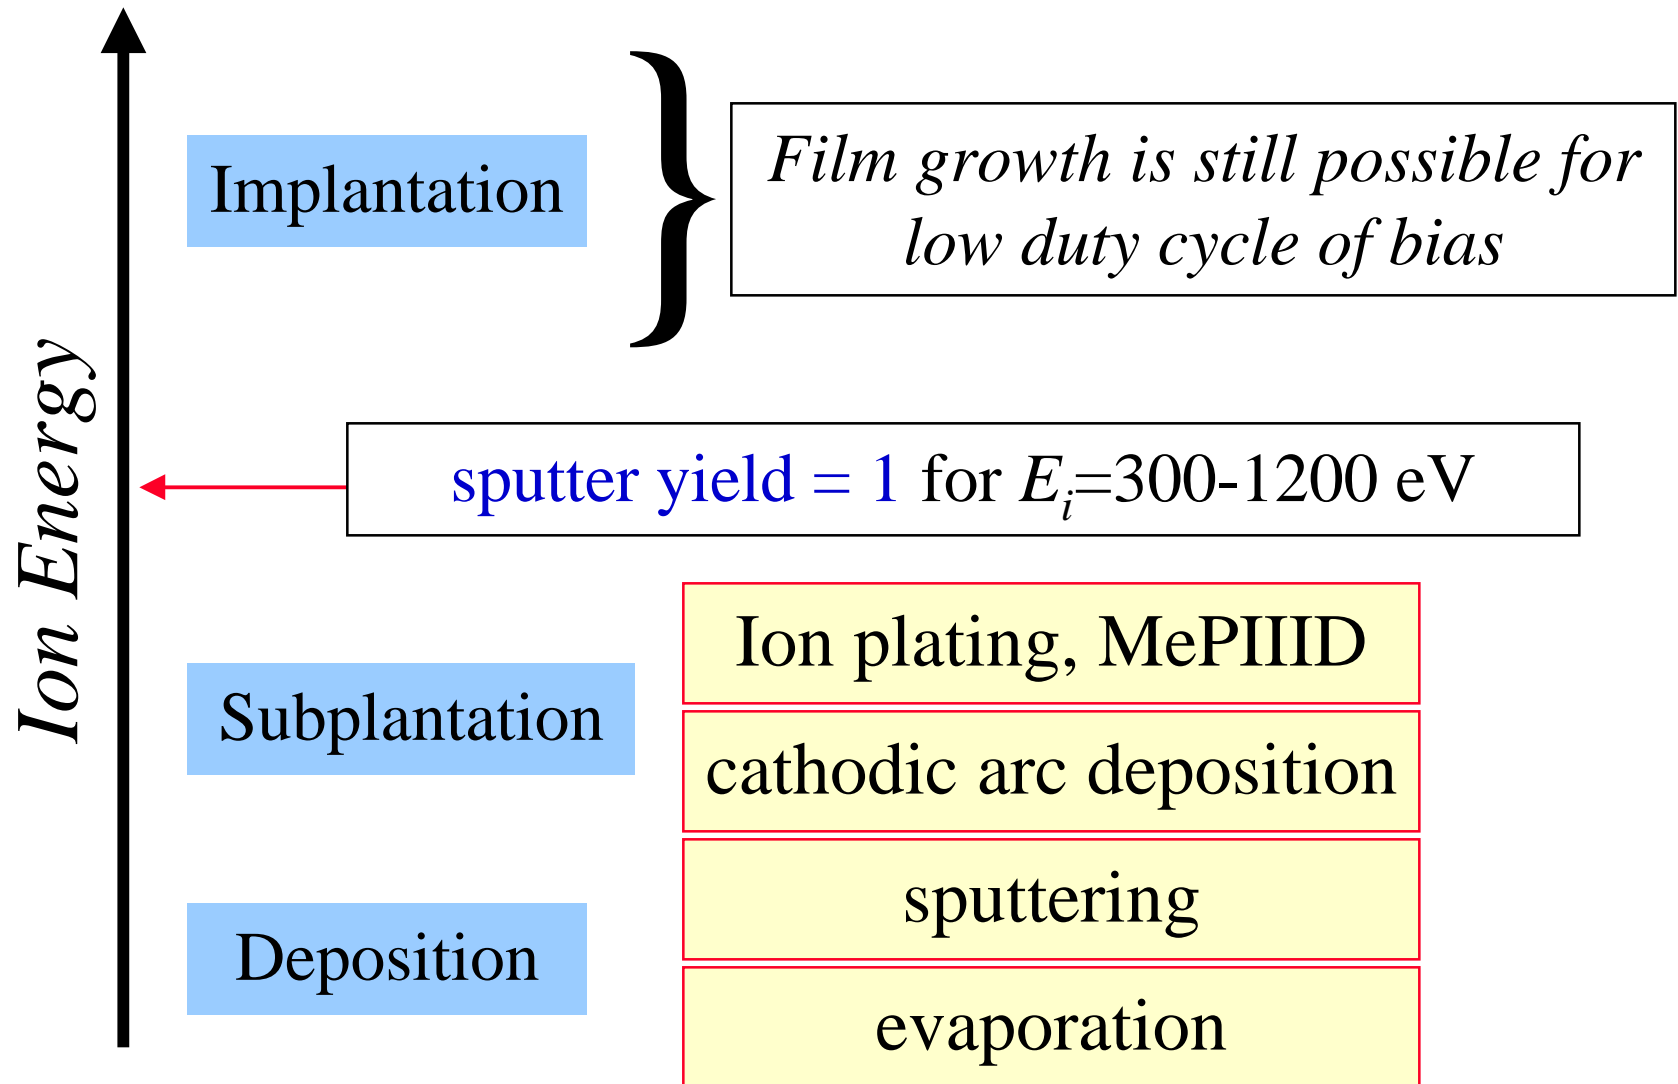 Ion Energy
Implantation
}
Film growth is still possible for
low duty cycle of bias
sputter yield = 1 for Ei=300-1200 eV
Subplantation
Ion plating, MePIIID
cathodic arc deposition
Deposition
sputtering
evaporation